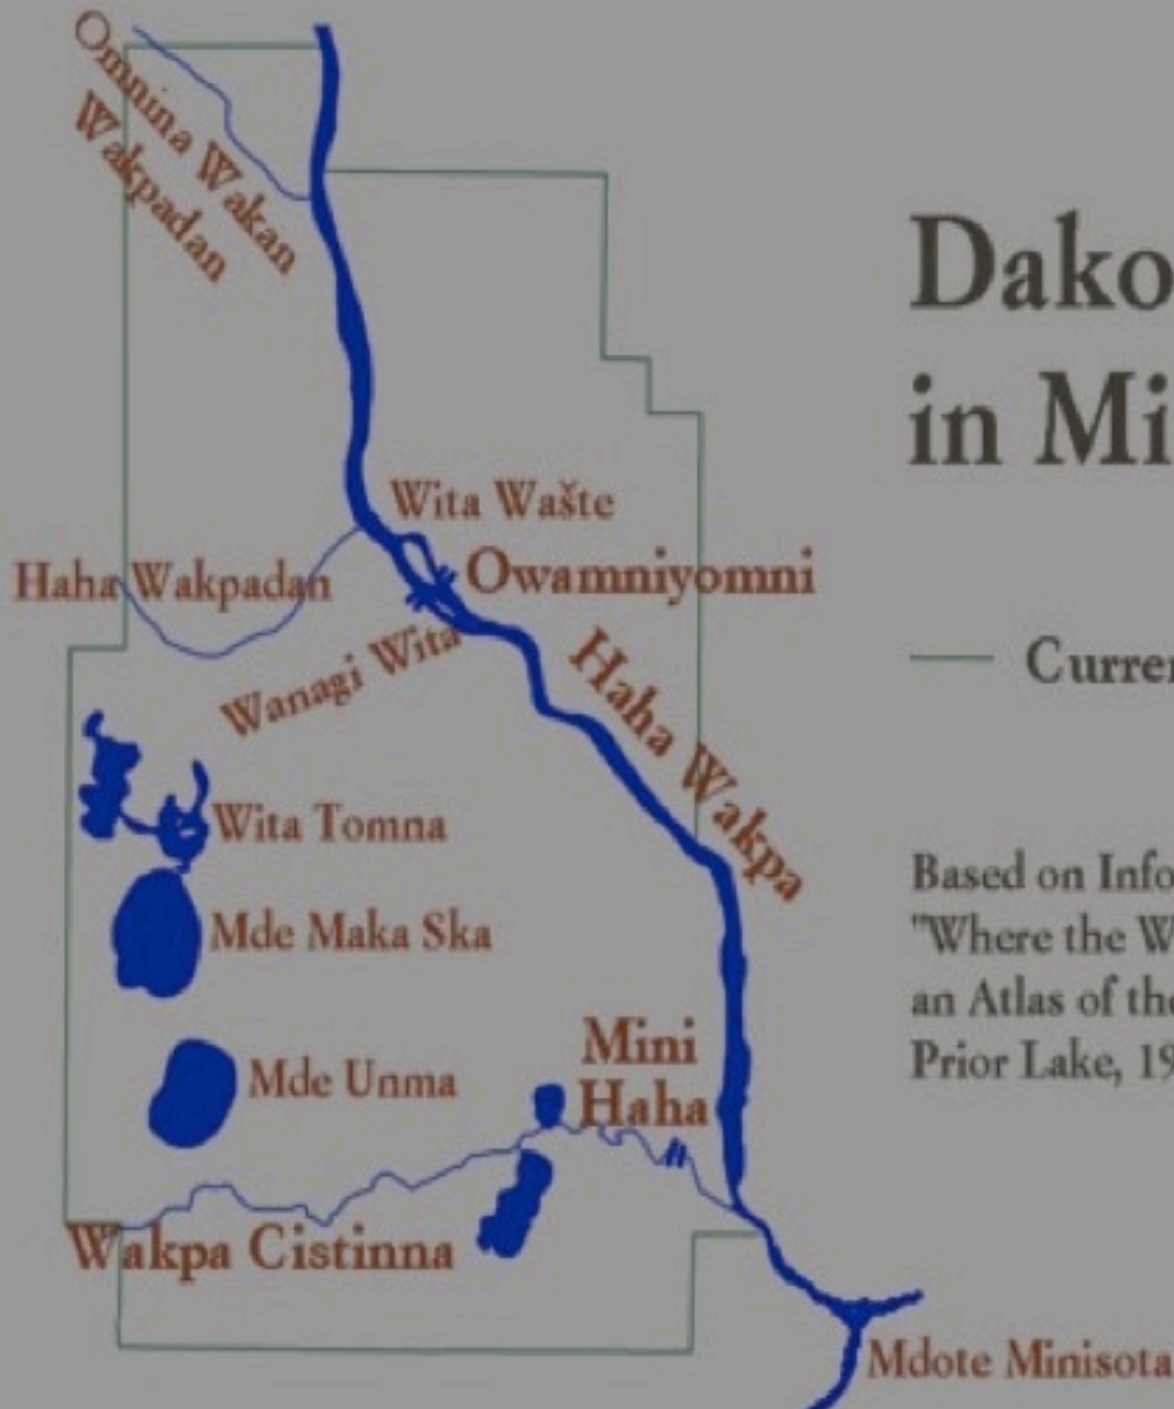 Omnina Wakan
Wakpadan
Dako
in Mi
Wita Wašte
Owamniyomni
Haha Wakpadan
Wanagi Wita
Haha Wakpa
Curren
Wita Tomna
Mde Maka Ska
Based on Info
"Where the W
an Atlas of the
Prior Lake, 19
Mini
Haha
Mde Unma
Wakpa Cistinna
Mdote Minisota